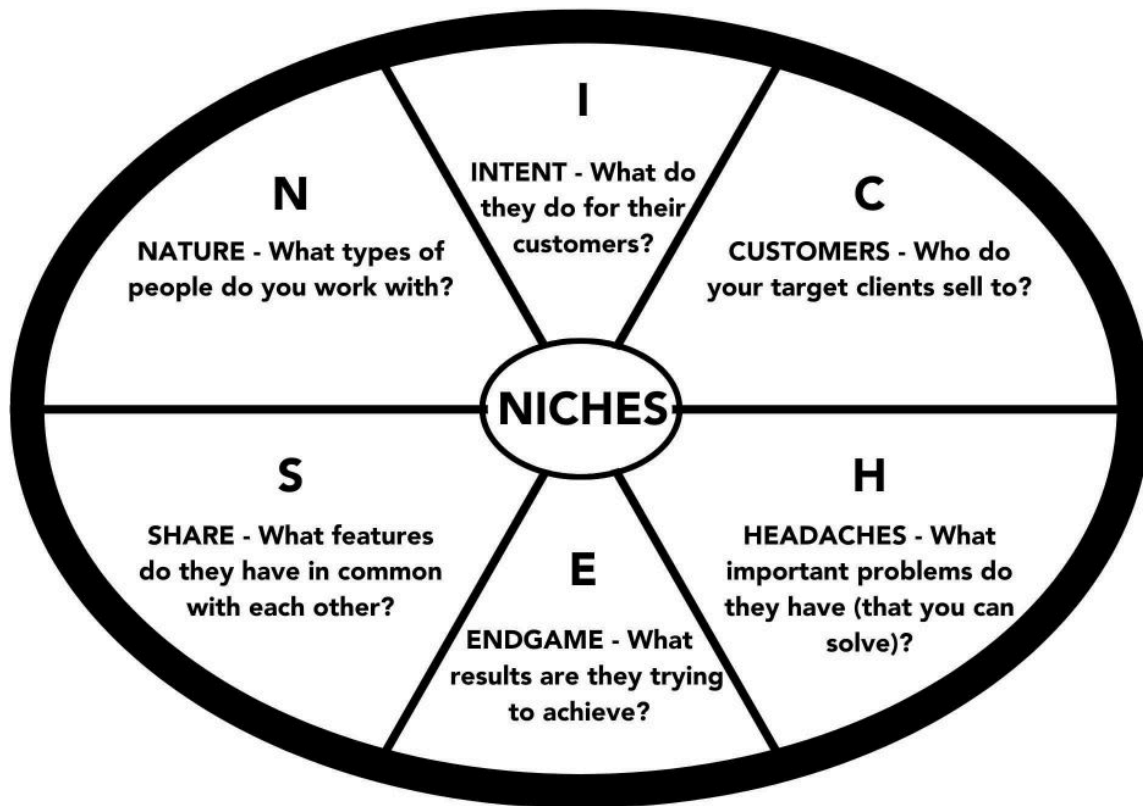 N
NATURE - What types of
people do you work with?
I
INTENT - What do
they do for their
customers?
C
CUSTOMERS - Who do
your target clients sell to?
NICHES
H
HEADACHES - What
important problems do
they have (that you can
solve)?
E
ENDGAME - What
results are they trying
to achieve?
S
SHARE - What features
do they have in common
with each other?